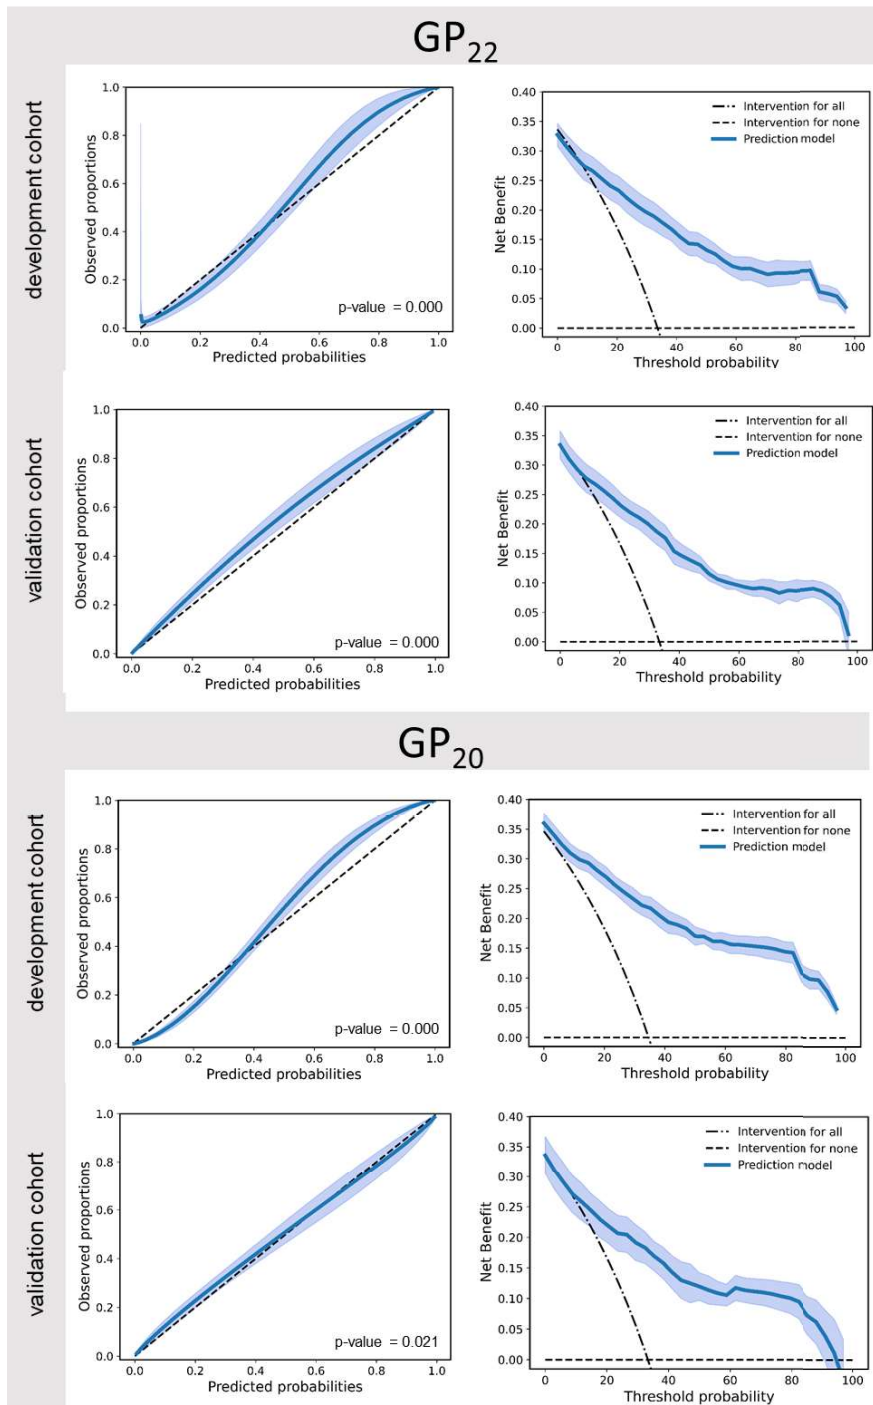 GP22
development cohort
Observed proportions
1.0
0.8
0.6
0.4
0.2
0.0
p-value = 0.000
0.0 0.2 0.4 0.6 0.8 1.0
Predicted probabilities
Net Benefit
0.40
0.35
0.30
0.25
0.20
0.15
0.10
0.05
0.00
Intervention for all
Intervention for none
Prediction model
0 20 40 60 80 100
Threshold probability
validation cohort
Observed proportions
1.0
0.8
0.6
0.4
0.2
0.0
p-value = 0.000
0.0 0.2 0.4 0.6 0.8 1.0
Predicted probabilities
Net Benefit
0.40
0.35
0.30
0.25
0.20
0.15
0.10
0.05
0.00
Intervention for all
Intervention for none
Prediction model
0 20 40 60 80 100
Threshold probability
GP20
development cohort
Observed proportions
1.0
0.8
0.6
0.4
0.2
0.0
p-value = 0.000
0.0 0.2 0.4 0.6 0.8 1.0
Predicted probabilities
Net Benefit
0.40
0.35
0.30
0.25
0.20
0.15
0.10
0.05
0.00
Intervention for all
Intervention for none
Prediction model
0 20 40 60 80 100
Threshold probability
validation cohort
Observed proportions
1.0
0.8
0.6
0.4
0.2
0.0
p-value = 0.021
0.0 0.2 0.4 0.6 0.8 1.0
Predicted probabilities
Net Benefit
0.40
0.35
0.30
0.25
0.20
0.15
0.10
0.05
0.00
Intervention for all
Intervention for none
Prediction model
0 20 40 60 80 100
Threshold probability